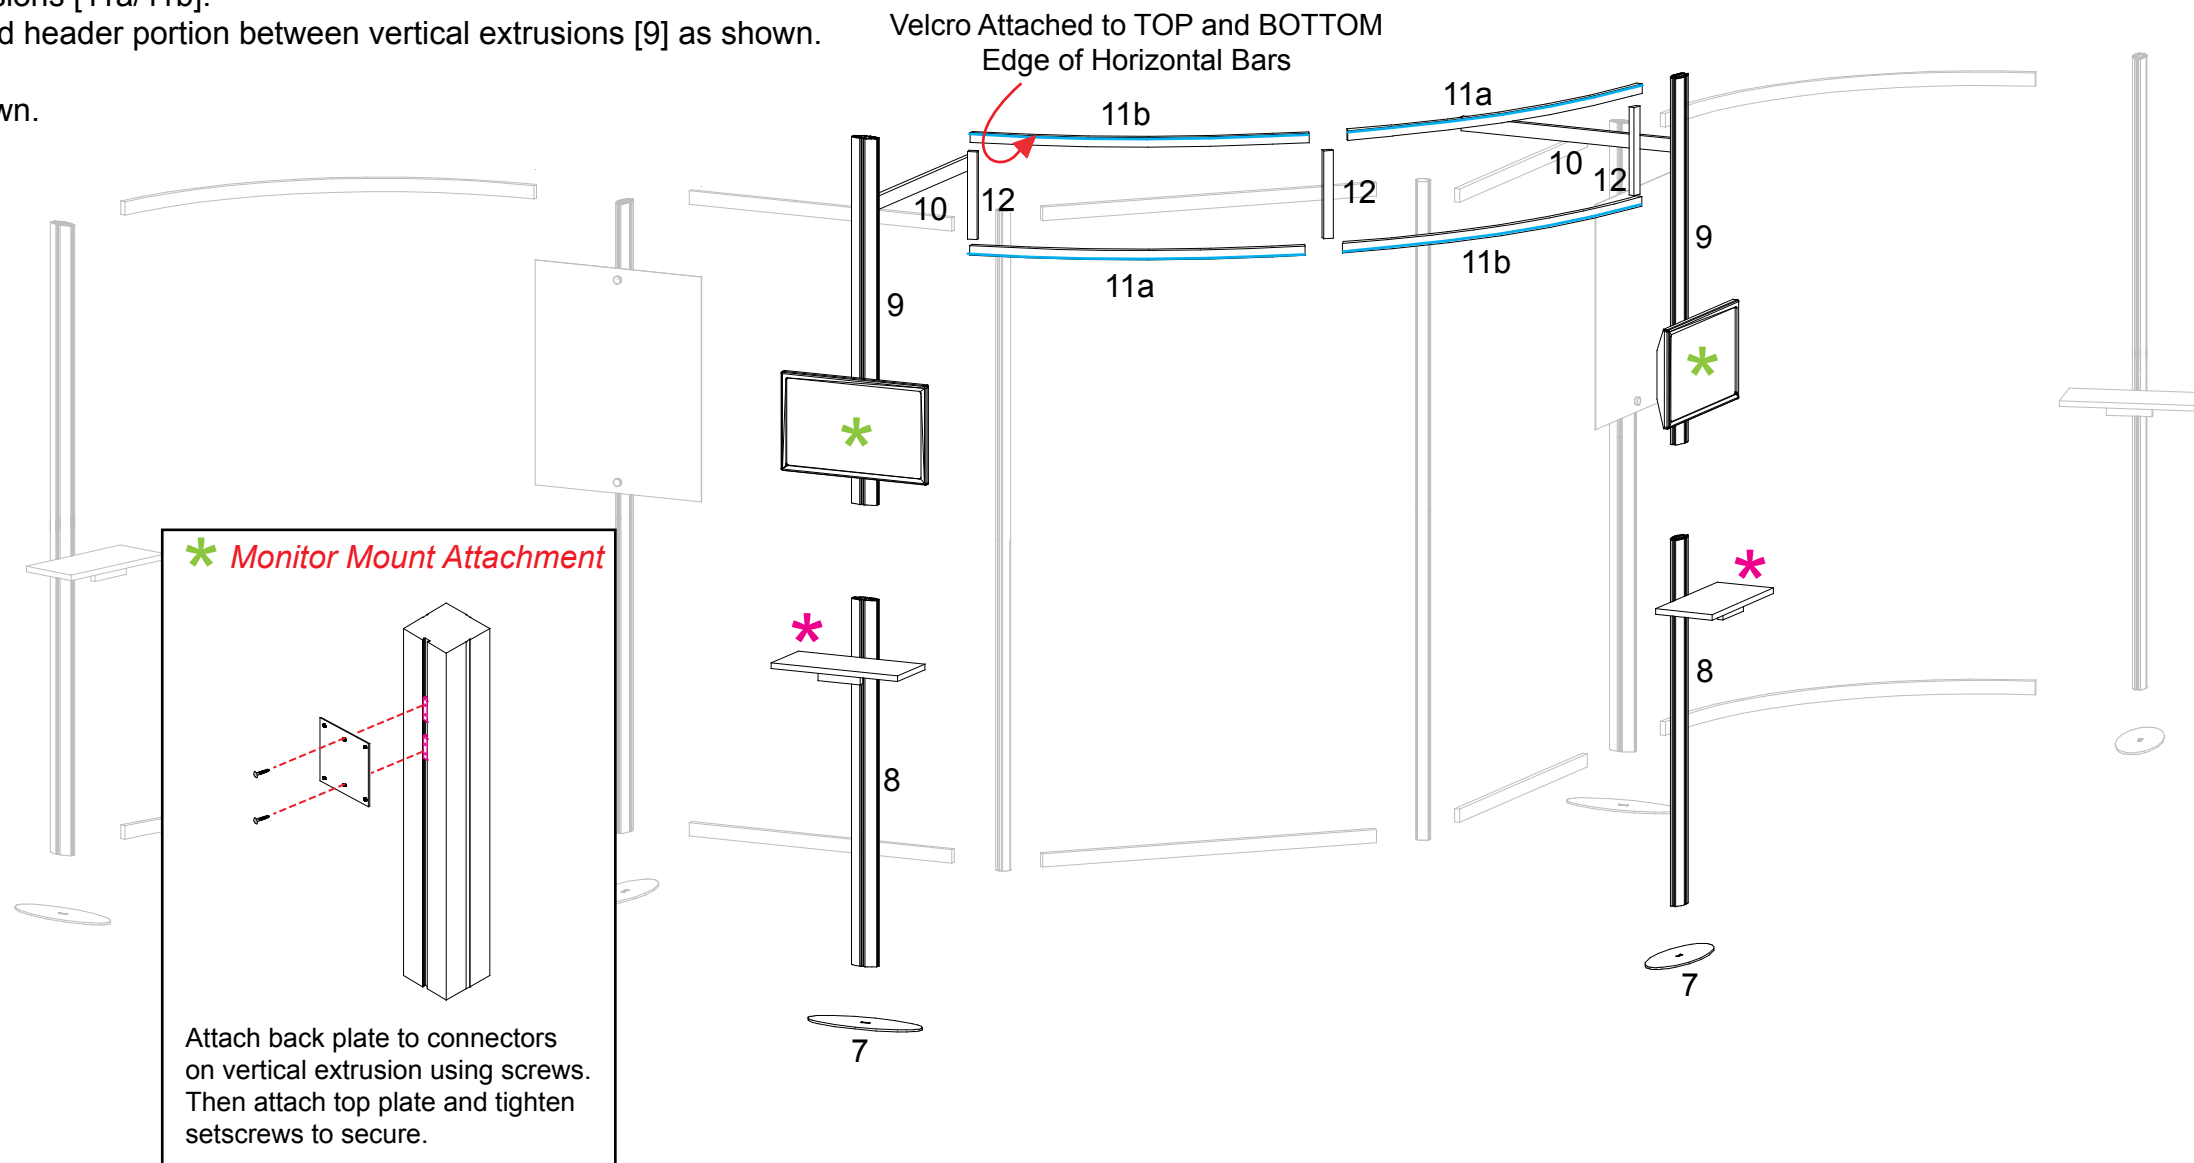 [11a/11b].
header portion between vertical extrusions [9] as shown.
Velcro Attached to TOP and BOTTOM
Edge of Horizontal Bars
11b
11a
10
12
12
10
12
9
9
11a
11b
8
8
7
7
* Monitor Mount Attachment
Attach back plate to connectors
on vertical extrusion using screws.
Then attach top plate and tighten
setscrews to secure.